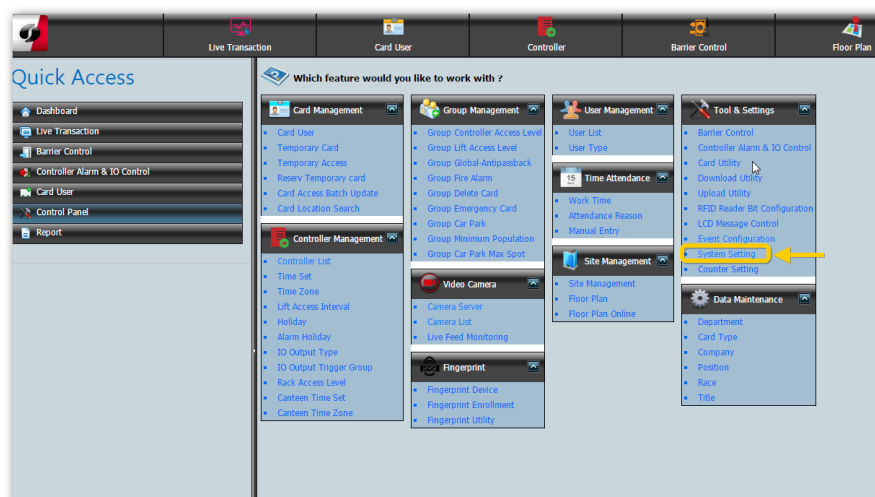 Live Transaction
Card User
Controller
Barrier Control
Floor Plan
Quick Access
Dashboard
Live Transaction
Barrier Control
Controller Alarm & IO Control
Card User
Control Panel
Report
Which feature would you like to work with ?
Card Management
Card User
Temporary Card
Temporary Access
Reserv Temporary card
Card Access Batch Update
Card Location Search
Controller Management
Controller List
Time Set
Time Zone
Lift Access Interval
Holiday
Alarm Holiday
IO Output Type
IO Output Trigger Group
Rack Access Level
Canteen Time Set
Canteen Time Zone
Group Management
Group Controller Access Level
Group Lift Access Level
Group Global-Antipassback
Group Fire Alarm
Group Delete Card
Group Emergency Card
Group Car Park
Group Minimum Population
Group Car Park Max Spot
Video Camera
Camera Server
Camera List
Live Feed Monitoring
Fingerprint
Fingerprint Device
Fingerprint Enrollment
Fingerprint Utility
User Management
User List
User Type
15
Time Attendance
Work Time
Attendance Reason
Manual Entry
Site Management
Site Management
Floor Plan
Floor Plan Online
Tool & Settings
Barrier Control
Controller Alarm & IO Control
Card Utility
Download Utility
Upload Utility
RFID Reader Bit Configuration
LCD Message Control
Event Configuration
System Setting
Counter Setting
Data Maintenance
Department
Card Type
Company
Position
Race
Title